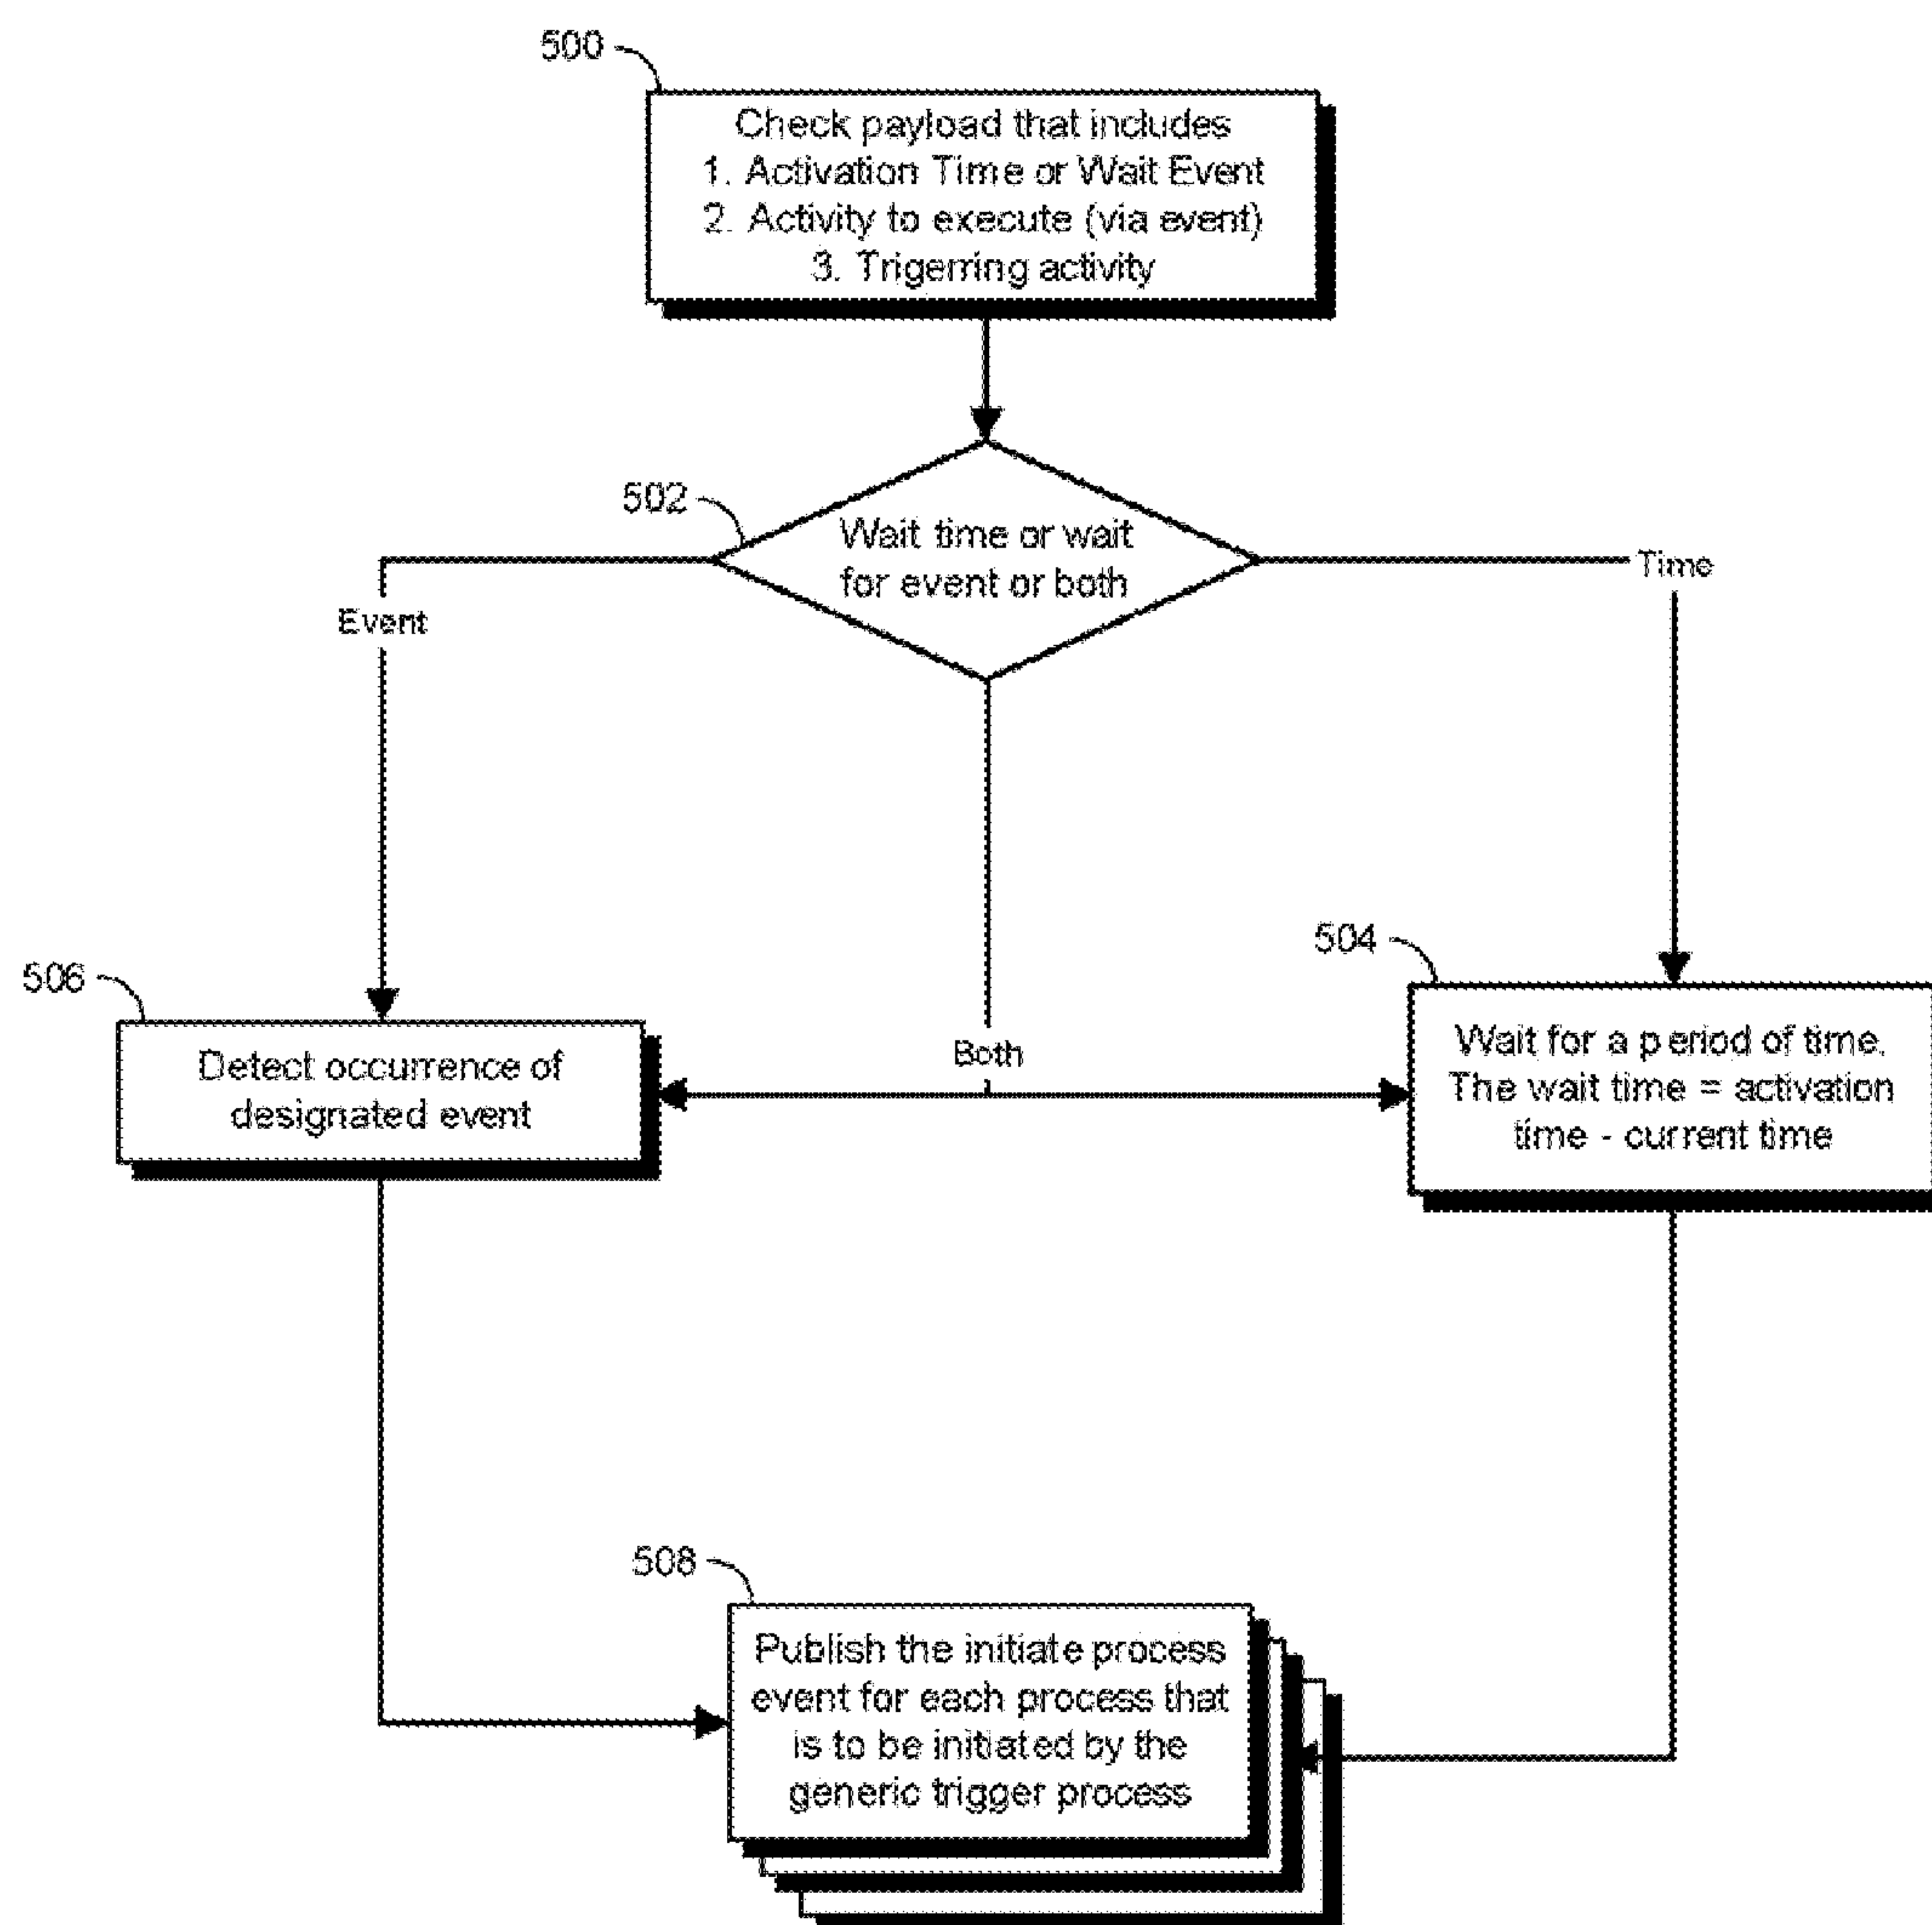 500
Check payload that includes
1. Activation Time or Wait Event
2. Activity to execute (via event)
3. Trigerring activity
502
Wait time or wait
for event or both
Time
Event
504
506
Both
Wait for a period of time.
The wait time = activation
time - current time
Detect occurrence of
designated event
508
Publish the initiate process
event for each process that
is to be initiated by the
generic trigger process